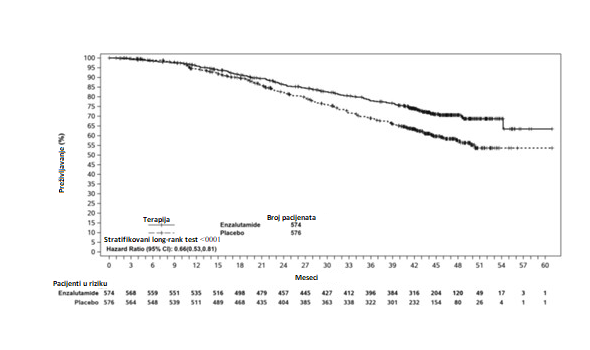 Preživljavanje (%)
100
95
90
85
80
75
70
65
60
55
50
45
40
35
30
25
20
15
10
5
0
Terapija Broj pacijenata
Enzalutamide 574
Placebo 576
Stratifikovani long-rank test <0001
Hazard Ratio (95% CI): 0.66(0.53,0.81)
0 3 6 9 12 15 18 21 24 27 30 33 36 39 42 45 48 51 54 57 60
Meseci
Pacijenti u riziku
Enzalutamide 574 568 559 551 535 516 498 479 457 445 427 412 396 384 316 204 120 49 17 3 1
Placebo 576 564 548 539 511 489 468 435 404 385 363 338 322 301 232 154 80 26 4 1 1